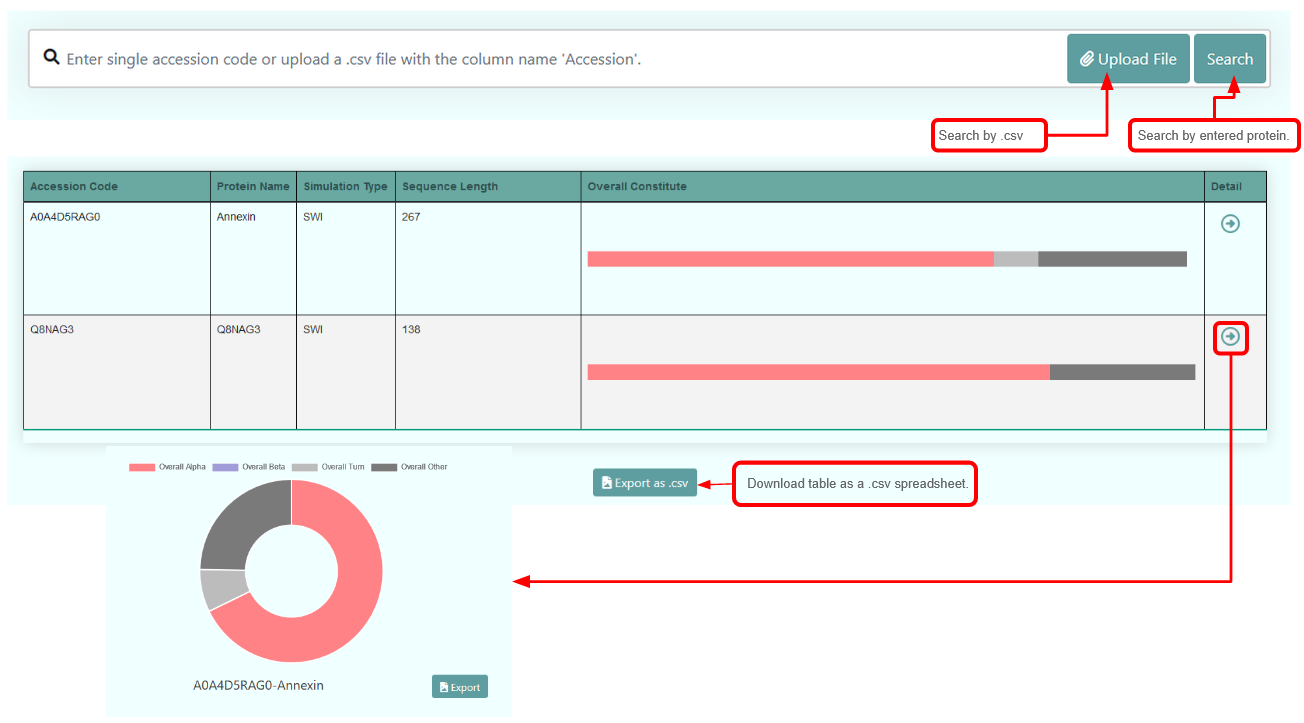 Enter single accession code or upload a .csv file with the column name 'Accession'.
Upload File
Search
Search by .csv
Search by entered protein.
Accession Code Protein Name Simulation Type Sequence Length Overall Constitute Detail
A0A4D5RAG0 Annexin SWI 267
Q8NAG3 Q8NAG3 SWI 138
Overall Alpha Overall Beta Overall Turn Overall Other
Export as .csv
Download table as a .csv spreadsheet.
A0A4D5RAG0-Annexin
Export